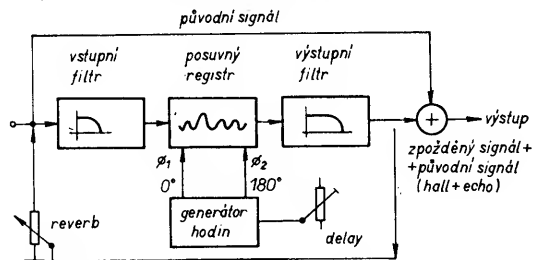 původní signál
vstupní
filtr
posuvný
registr
výstupní
filtr
+
výstup
zpožděný signál+
+původní signál
(hall+echo)
ø1
0°
ø2
180°
generátor
hodin
delay
reverb